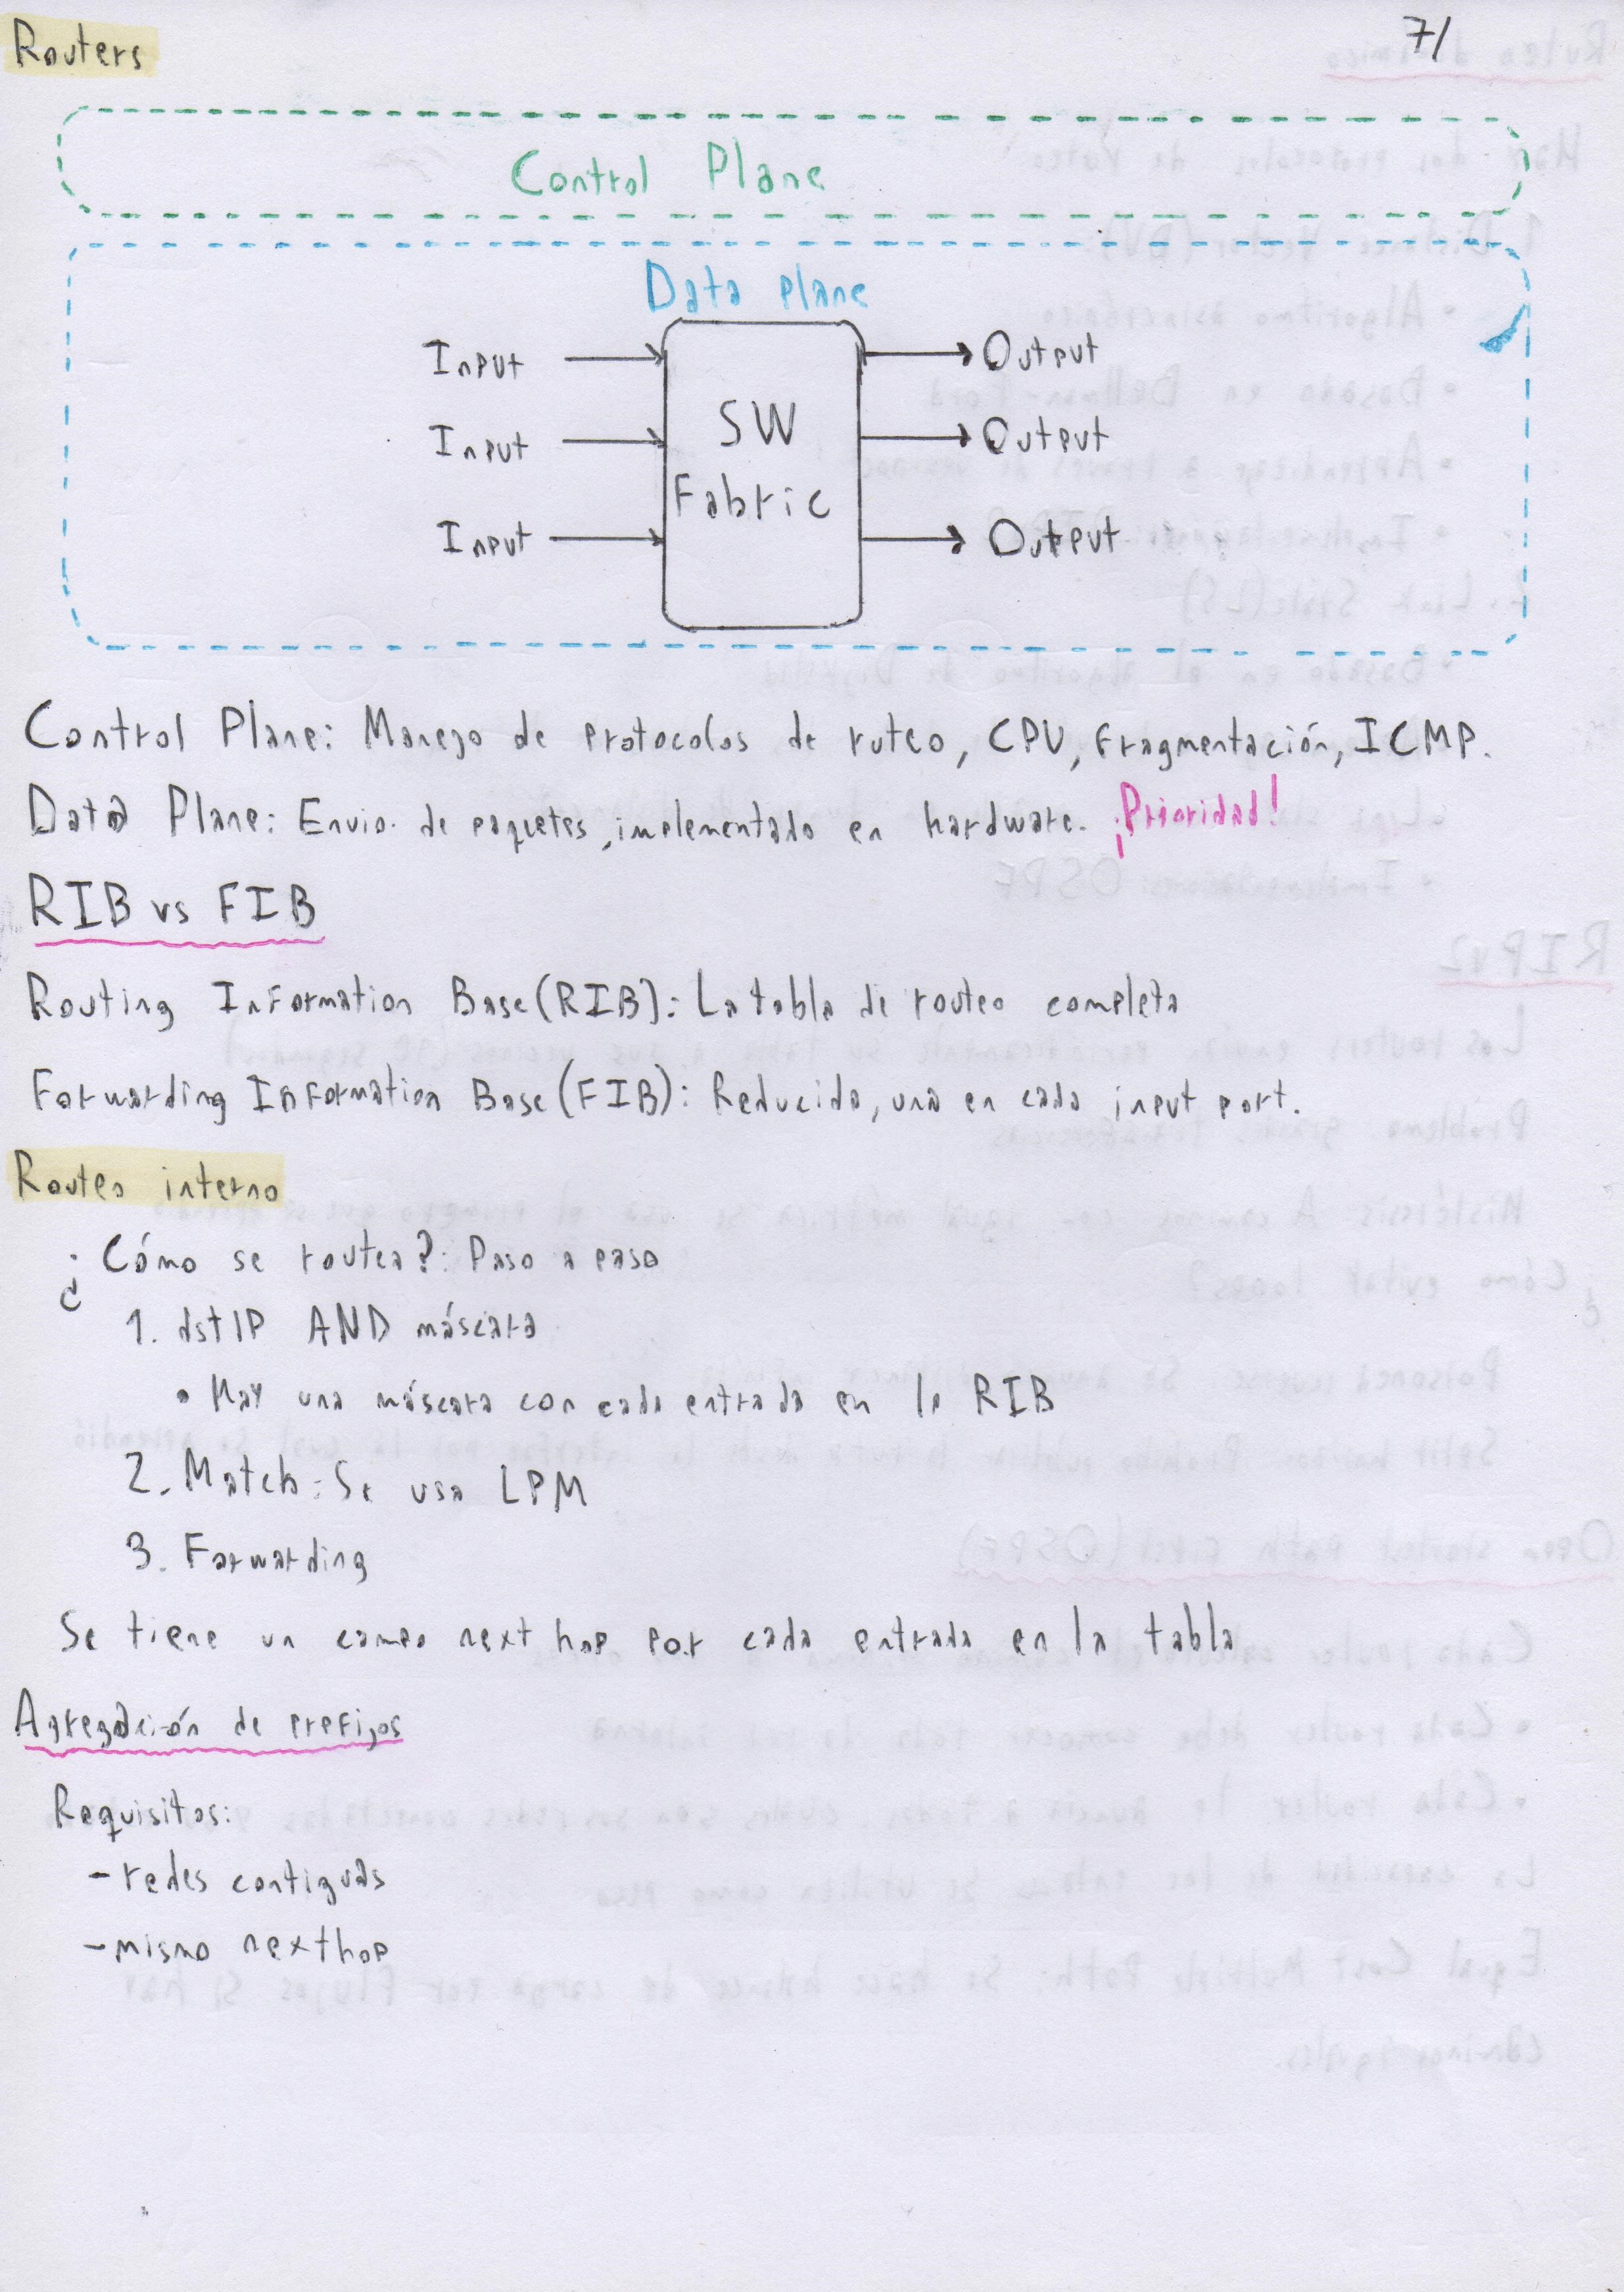 Routers
7/
Control Plane
Data Plane
Input
Output
SW
Input
Output
Fabric
Input
Output
Control Plane: Manejo de protocolos de ruteo, CPU, Fragmentación, ICMP.
Data Plane: Envio de paquetes, implementado en hardware. ¡Prioridad!
RIB vs FIB
Routing Information Base (RIB): La tabla de routeo completa
Forwarding Information Base (FIB): Reducida, una en cada input port.
Routeo interno
¿Cómo se routea?: Paso a paso
1. dstIP AND máscara
• Hay una máscara con cada entrada en la RIB
2. Match: Se usa LPM
3. Forwarding
Se tiene un campo next hop por cada entrada en la tabla
Agregación de prefijos
Requisitos:
- redes contiguas
- mismo nexthop